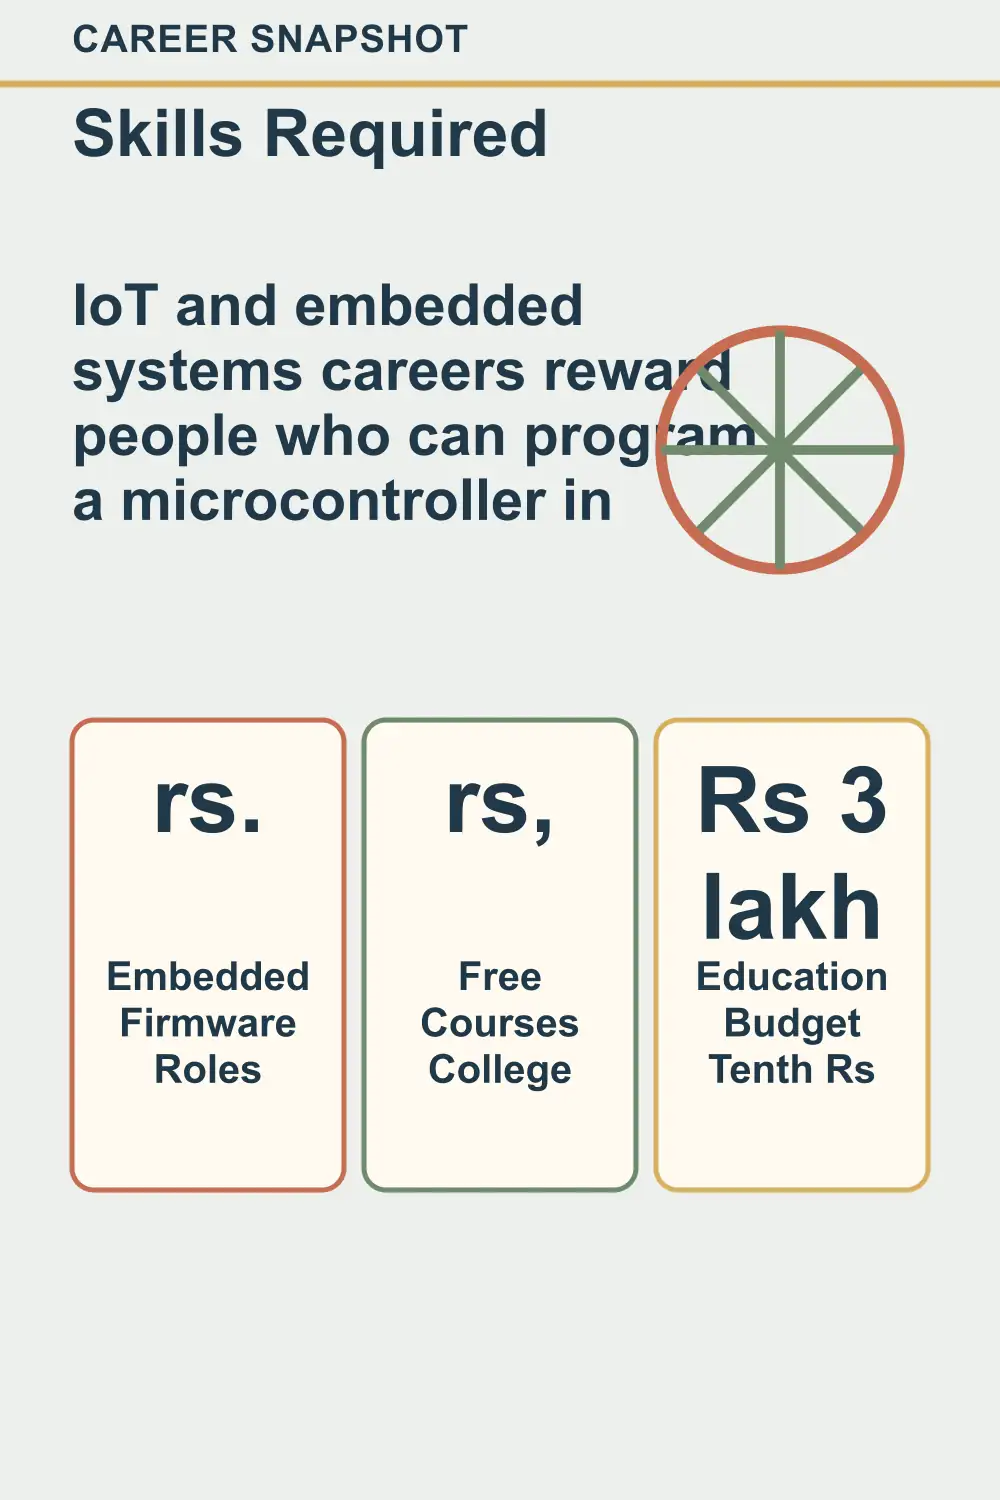 CAREER SNAPSHOT
Skills Required
IoT and embedded
systems careers reward
people who can program
a microcontroller in
rs.
Embedded
Firmware
Roles
rs,
Free
Courses
College
Rs 3
lakh
Education
Budget
Tenth Rs